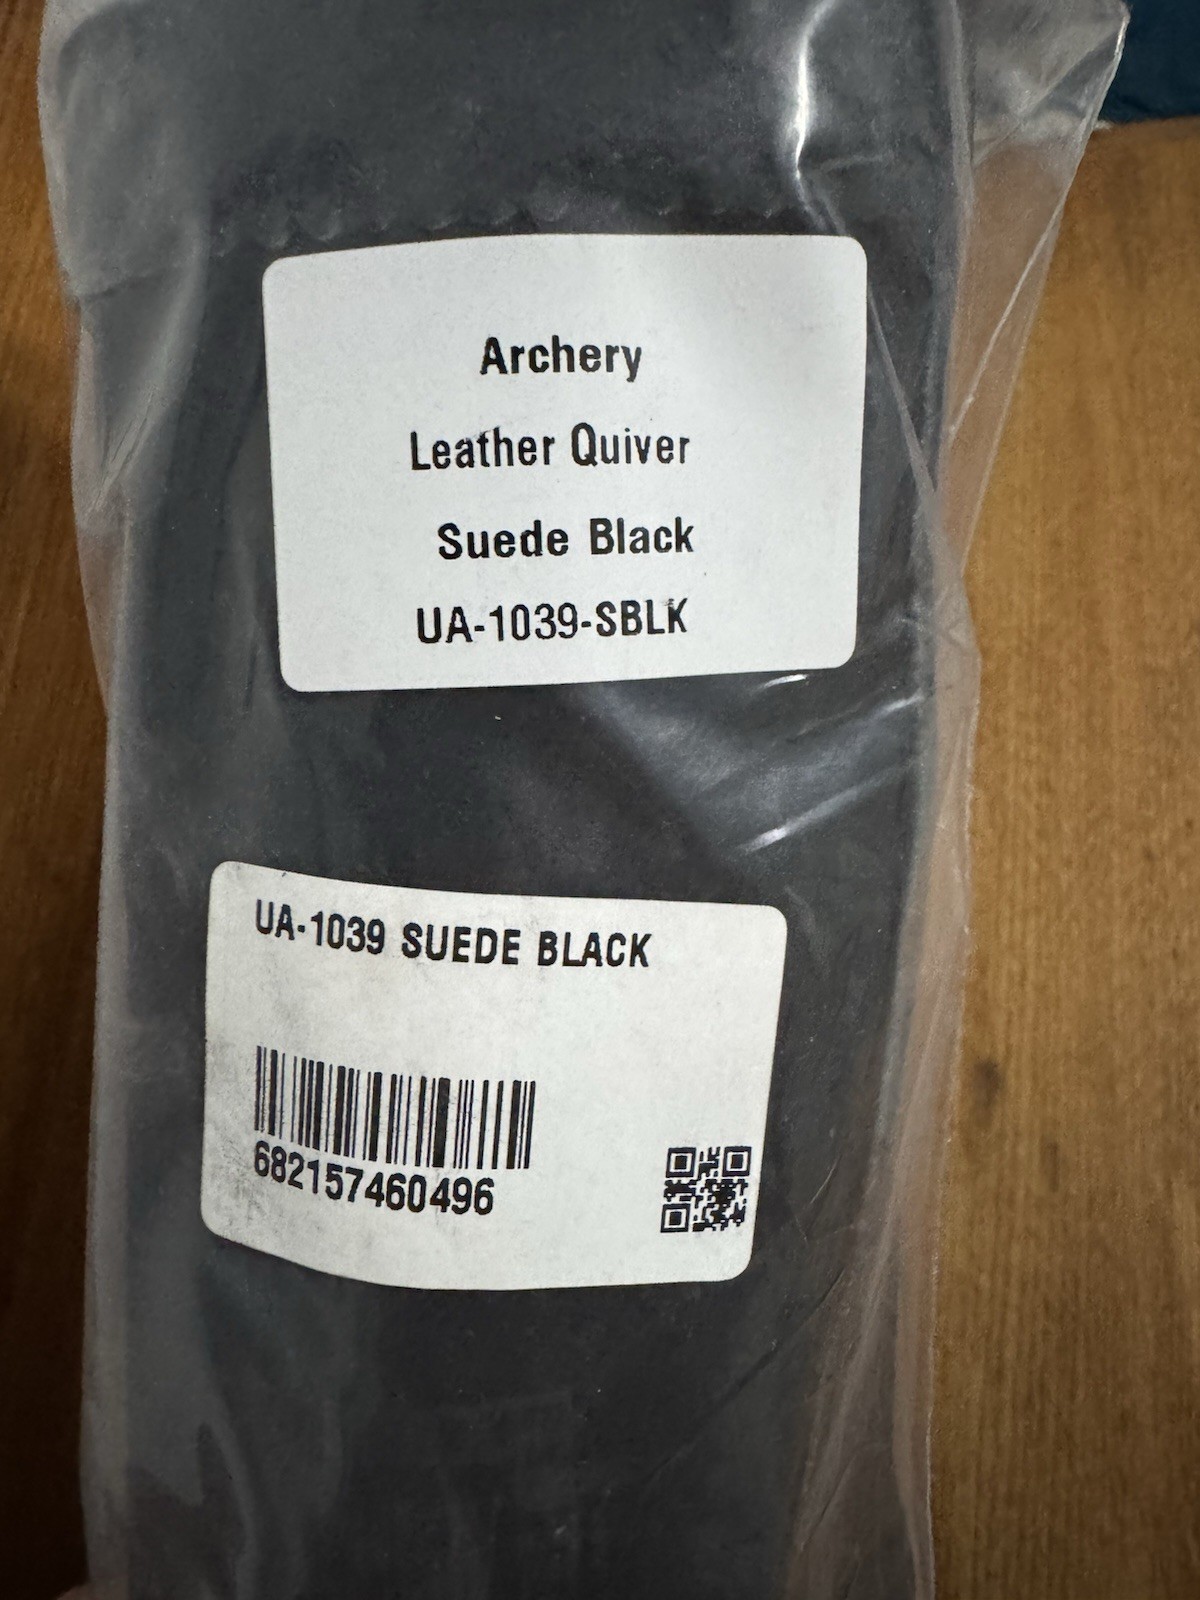 Archery
Leather Quiver
Suede Black
UA-1039-SBLK
UA-1039 SUEDE BLACK
682157460496